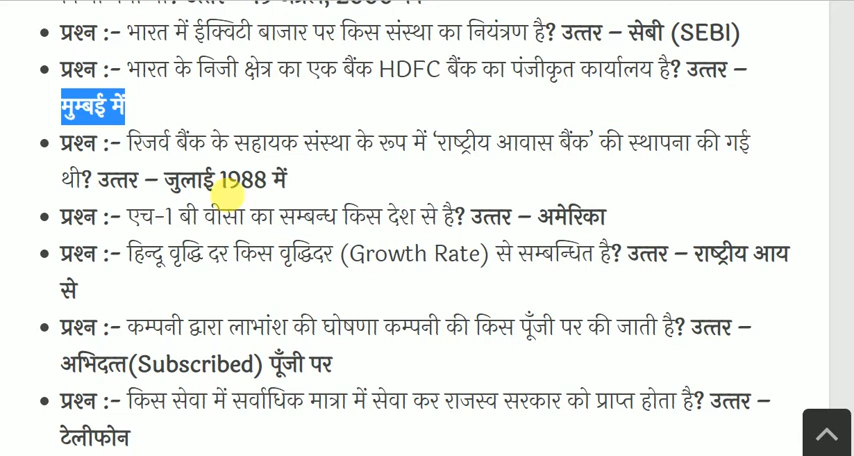 • प्रश्न :- भारत में ईक्विटी बाजार पर किस संस्था का नियंत्रण है? उत्तर – सेबी (SEBI)
• प्रश्न :- भारत के निजी क्षेत्र का एक बैंक HDFC बैंक का पंजीकृत कार्यालय है? उत्तर –
मुम्बई में
• प्रश्न :- रिजर्व बैंक के सहायक संस्था के रूप में ‘राष्ट्रीय आवास बैंक’ की स्थापना की गई
थी? उत्तर – जुलाई 1988 में
• प्रश्न :- एच-1 बी वीसा का सम्बन्ध किस देश से है? उत्तर – अमेरिका
• प्रश्न :- हिन्दू वृद्धि दर किस वृद्धिदर (Growth Rate) से सम्बन्धित है? उत्तर – राष्ट्रीय आय
से
• प्रश्न :- कम्पनी द्वारा लाभांश की घोषणा कम्पनी की किस पूँजी पर की जाती है? उत्तर –
अभिदत्त(Subscribed) पूँजी पर
• प्रश्न :- किस सेवा में सर्वाधिक मात्रा में सेवा कर राजस्व सरकार को प्राप्त होता है? उत्तर –
टेलीफोन